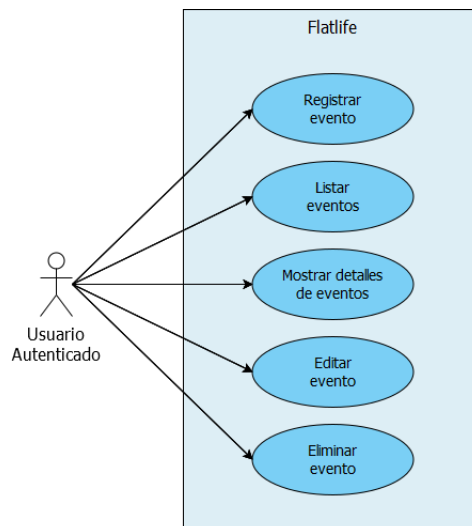 Flatlife
Registrar
evento
Listar
eventos
Mostrar detalles
de eventos
Usuario
Autenticado
Editar
evento
Eliminar
evento